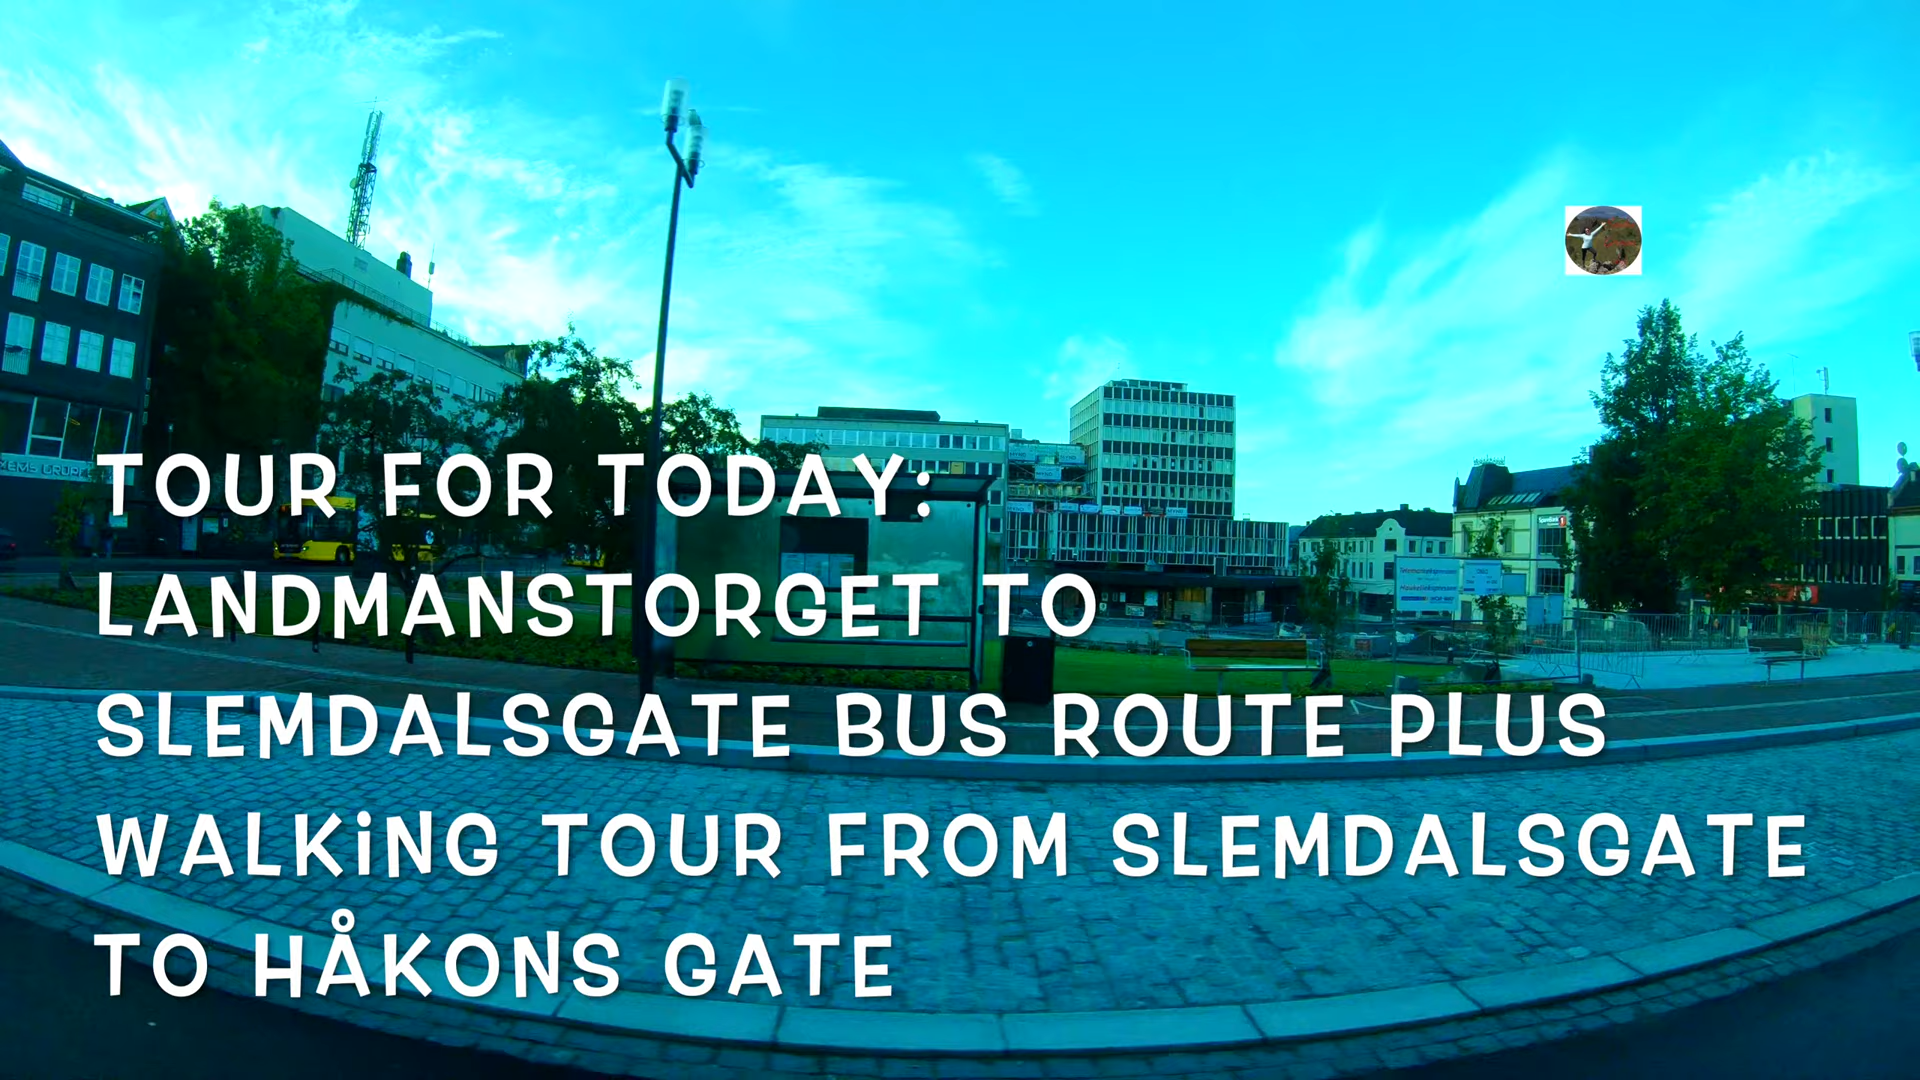 TOUR FOR TODAY:
LANDMANSTORGET TO
SLEMDALSGATE BUS ROUTE PLUS
WALKiNG TOUR FROM SLEMDALSGATE
TO HÅKONS GATE